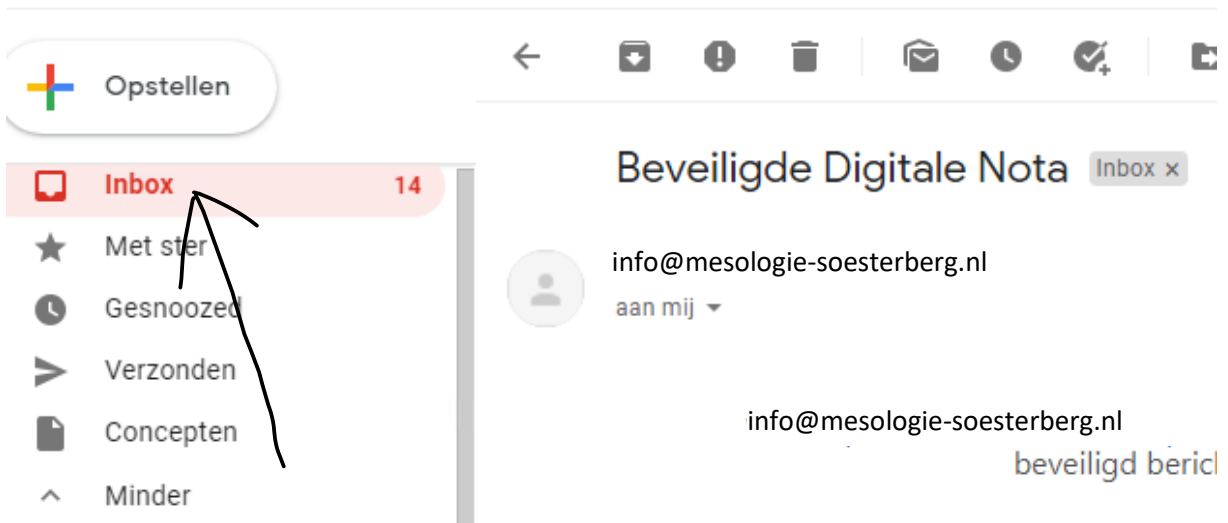 Opstellen
Inbox 14
Met ster
Gesnoozed
Verzonden
Concepten
Minder
Beveiligde Digitale Nota Inbox x
info@mesologie-soesterberg.nl
aan mij
info@mesologie-soesterberg.nl
beveiligd